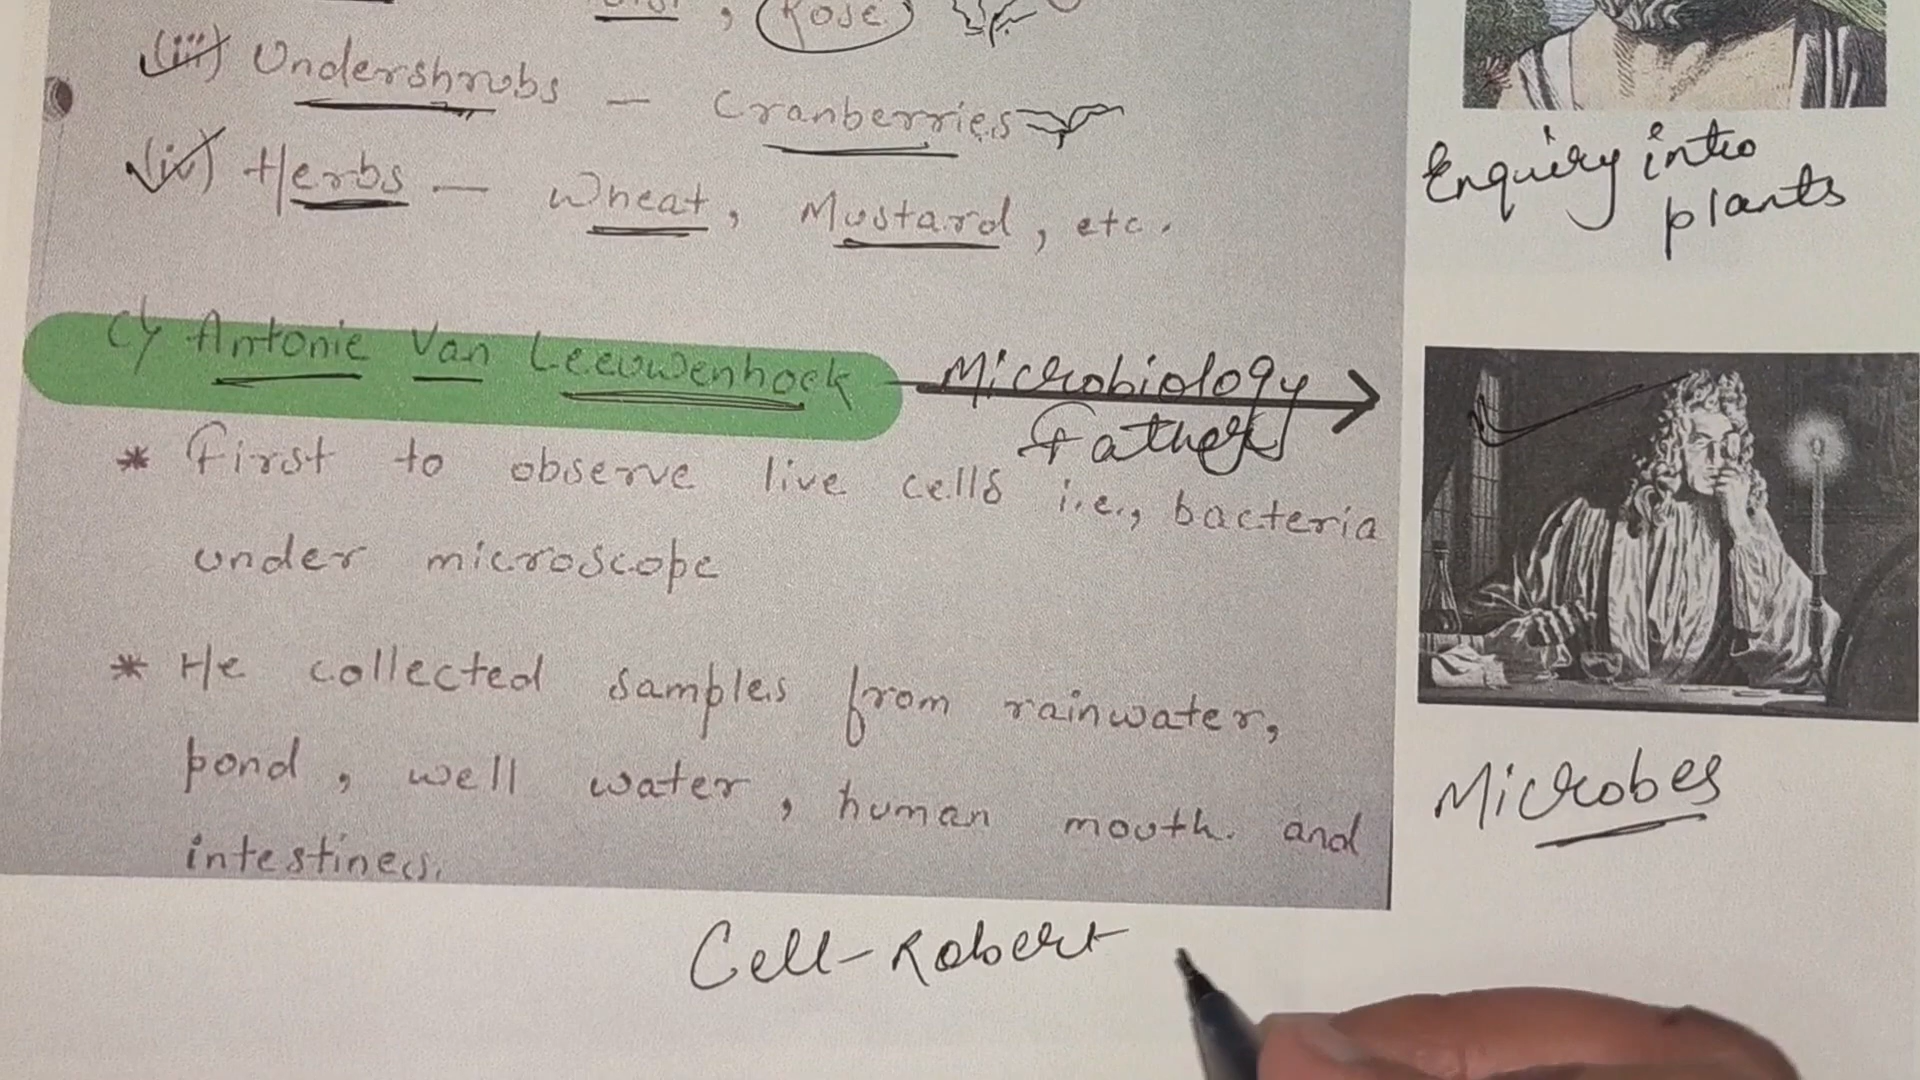 Rose
(iii) Undershrubs – Cranberries
(iv) Herbs – Wheat, Mustard, etc.
Enquiry into
plants
C) Antonie Van Leeuwenhoek
Microbiology
Father
* First to observe live cells i.e., bacteria
under microscope
* He collected samples from rainwater,
pond, well water, human mouth and
intestines.
Microbes
Cell-Robert